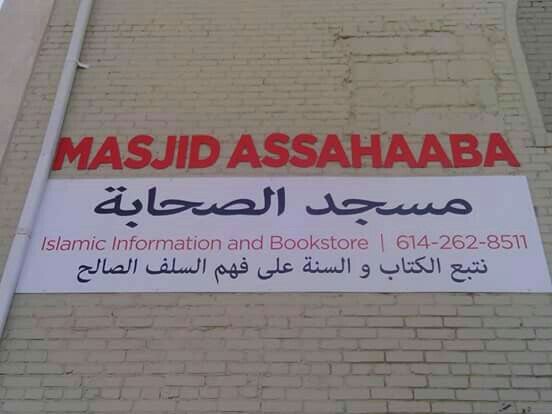 MASJID ASSAHAABA
مسجد الصحابة
Islamic Information and Bookstore | 614-262-8511
نتبع الكتاب و السنة على فهم السلف الصالح